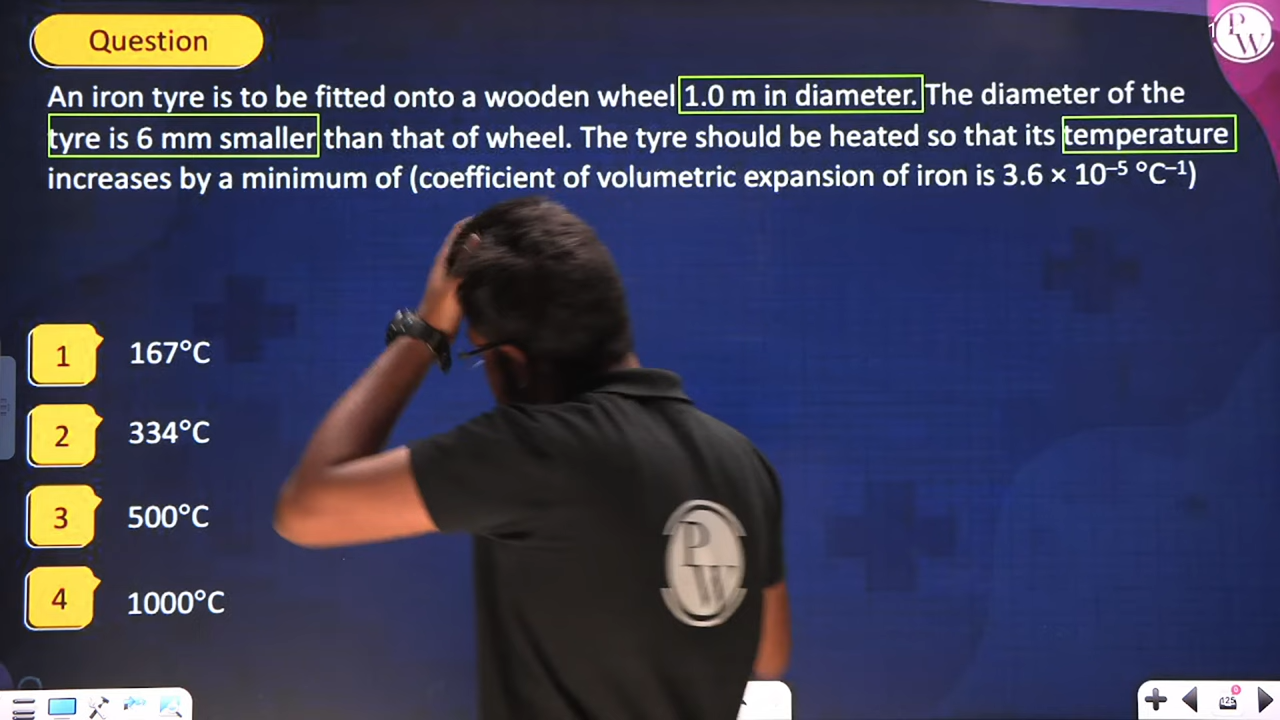 Question
An iron tyre is to be fitted onto a wooden wheel 1.0 m in diameter. The diameter of the
tyre is 6 mm smaller than that of wheel. The tyre should be heated so that its temperature
increases by a minimum of (coefficient of volumetric expansion of iron is 3.6 × 10⁻⁵ °C⁻¹)
1 167°C
2 334°C
3 500°C
4 1000°C
P
W
P
W
125